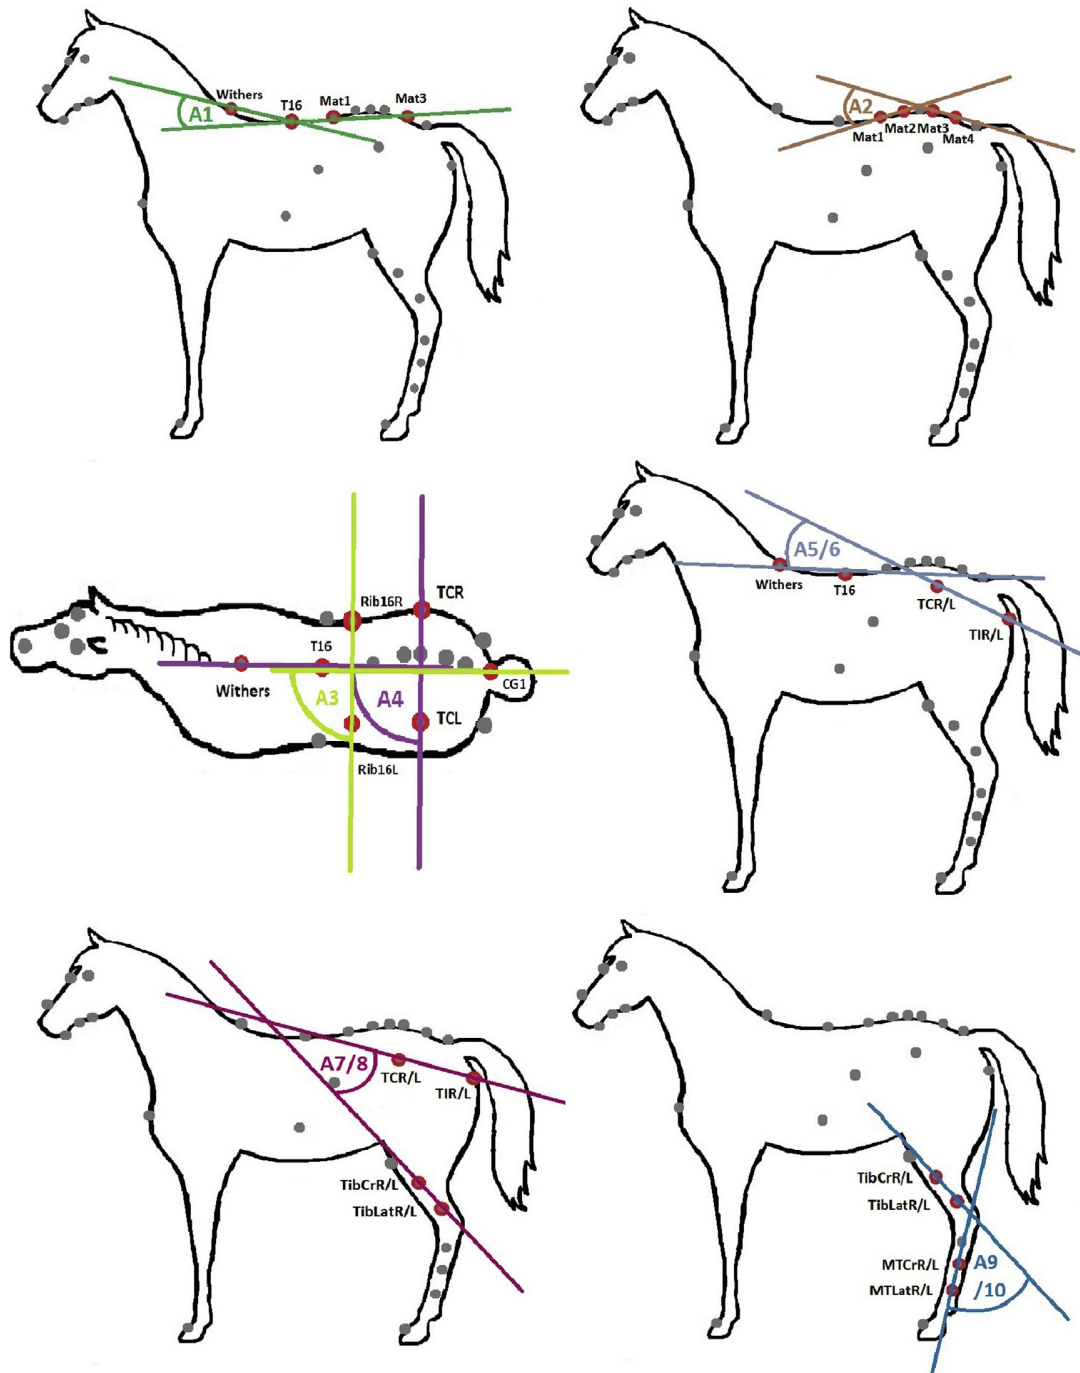 Withers
T16
Mat1
Mat3
A1
A2
Mat1
Mat2
Mat3
Mat4
Rib16R
TCR
T16
Withers
A3
A4
CG1
TCL
Rib16L
A5/6
Withers
T16
TCR/L
TIR/L
A7/8
TCR/L
TIR/L
TibCrR/L
TibLatR/L
TibCrR/L
TibLatR/L
MTCrR/L
A9
/10
MTLatR/L